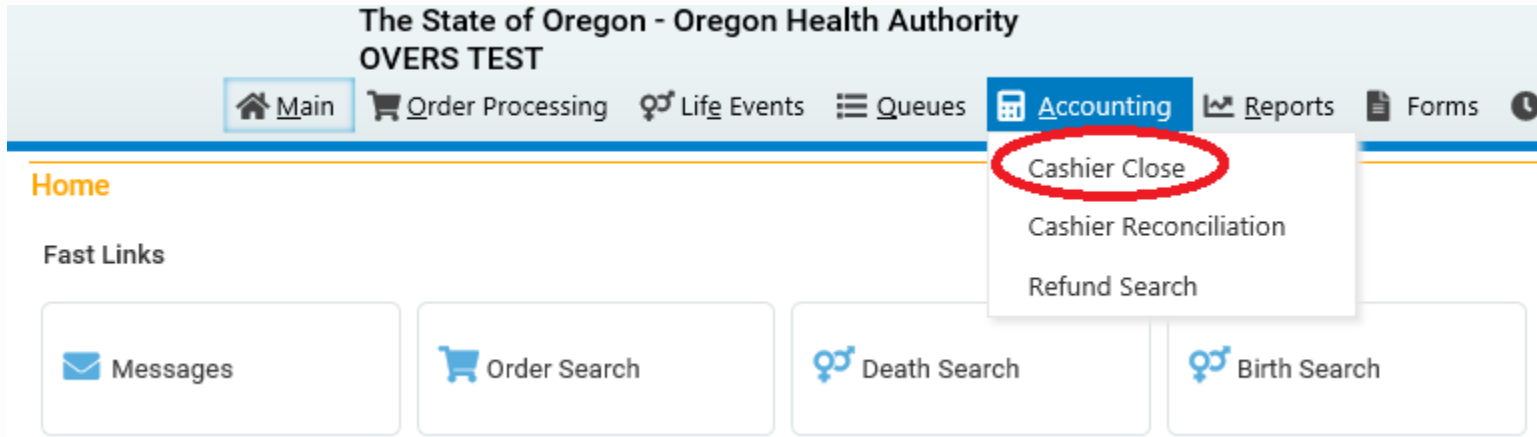 The State of Oregon - Oregon Health Authority
OVERS TEST
Main Order Processing Life Events Queues Accounting Reports Forms
Cashier Close
Home
Cashier Reconciliation
Fast Links
Refund Search
Messages Order Search Death Search Birth Search